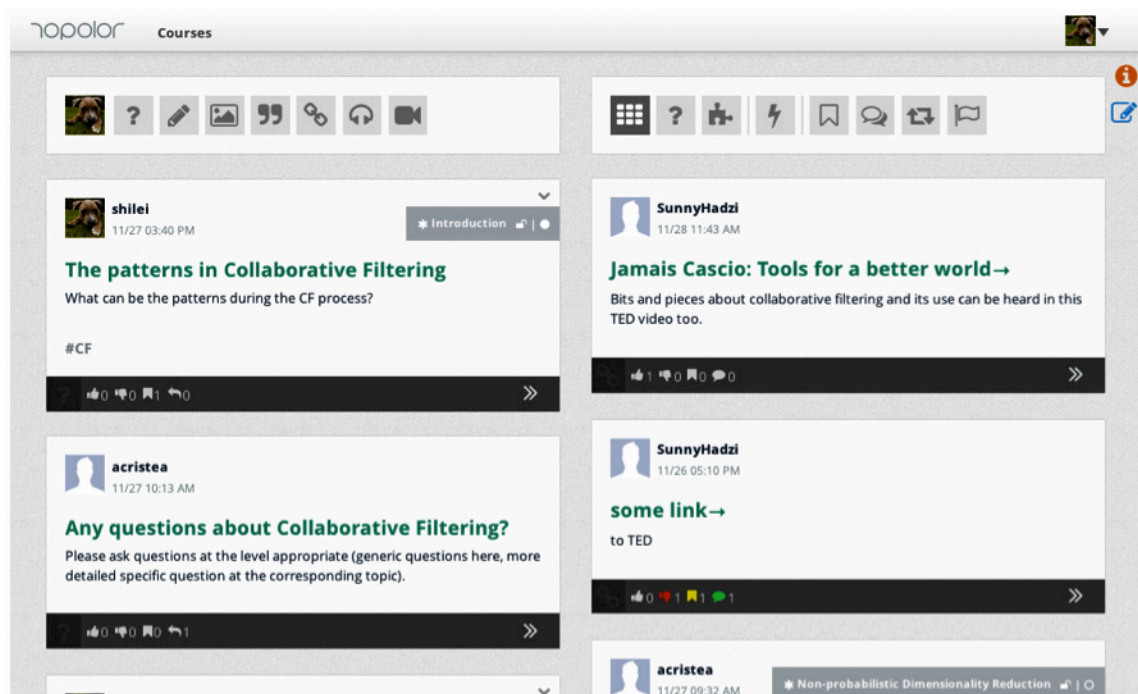 Topolor
Courses
shilei
11/27 03:40 PM
Introduction
The patterns in Collaborative Filtering
What can be the patterns during the CF process?
#CF
0 0 1 0
acristea
11/27 10:13 AM
Any questions about Collaborative Filtering?
Please ask questions at the level appropriate (generic questions here, more
detailed specific question at the corresponding topic).
0 0 0 1
SunnyHadzi
11/28 11:43 AM
Jamais Cascio: Tools for a better world→
Bits and pieces about collaborative filtering and its use can be heard in this
TED video too.
1 0 0 0
SunnyHadzi
11/26 05:10 PM
some link→
to TED
0 1 1 1
acristea
11/27 09:32 AM
Non-probabilistic Dimensionality Reduction